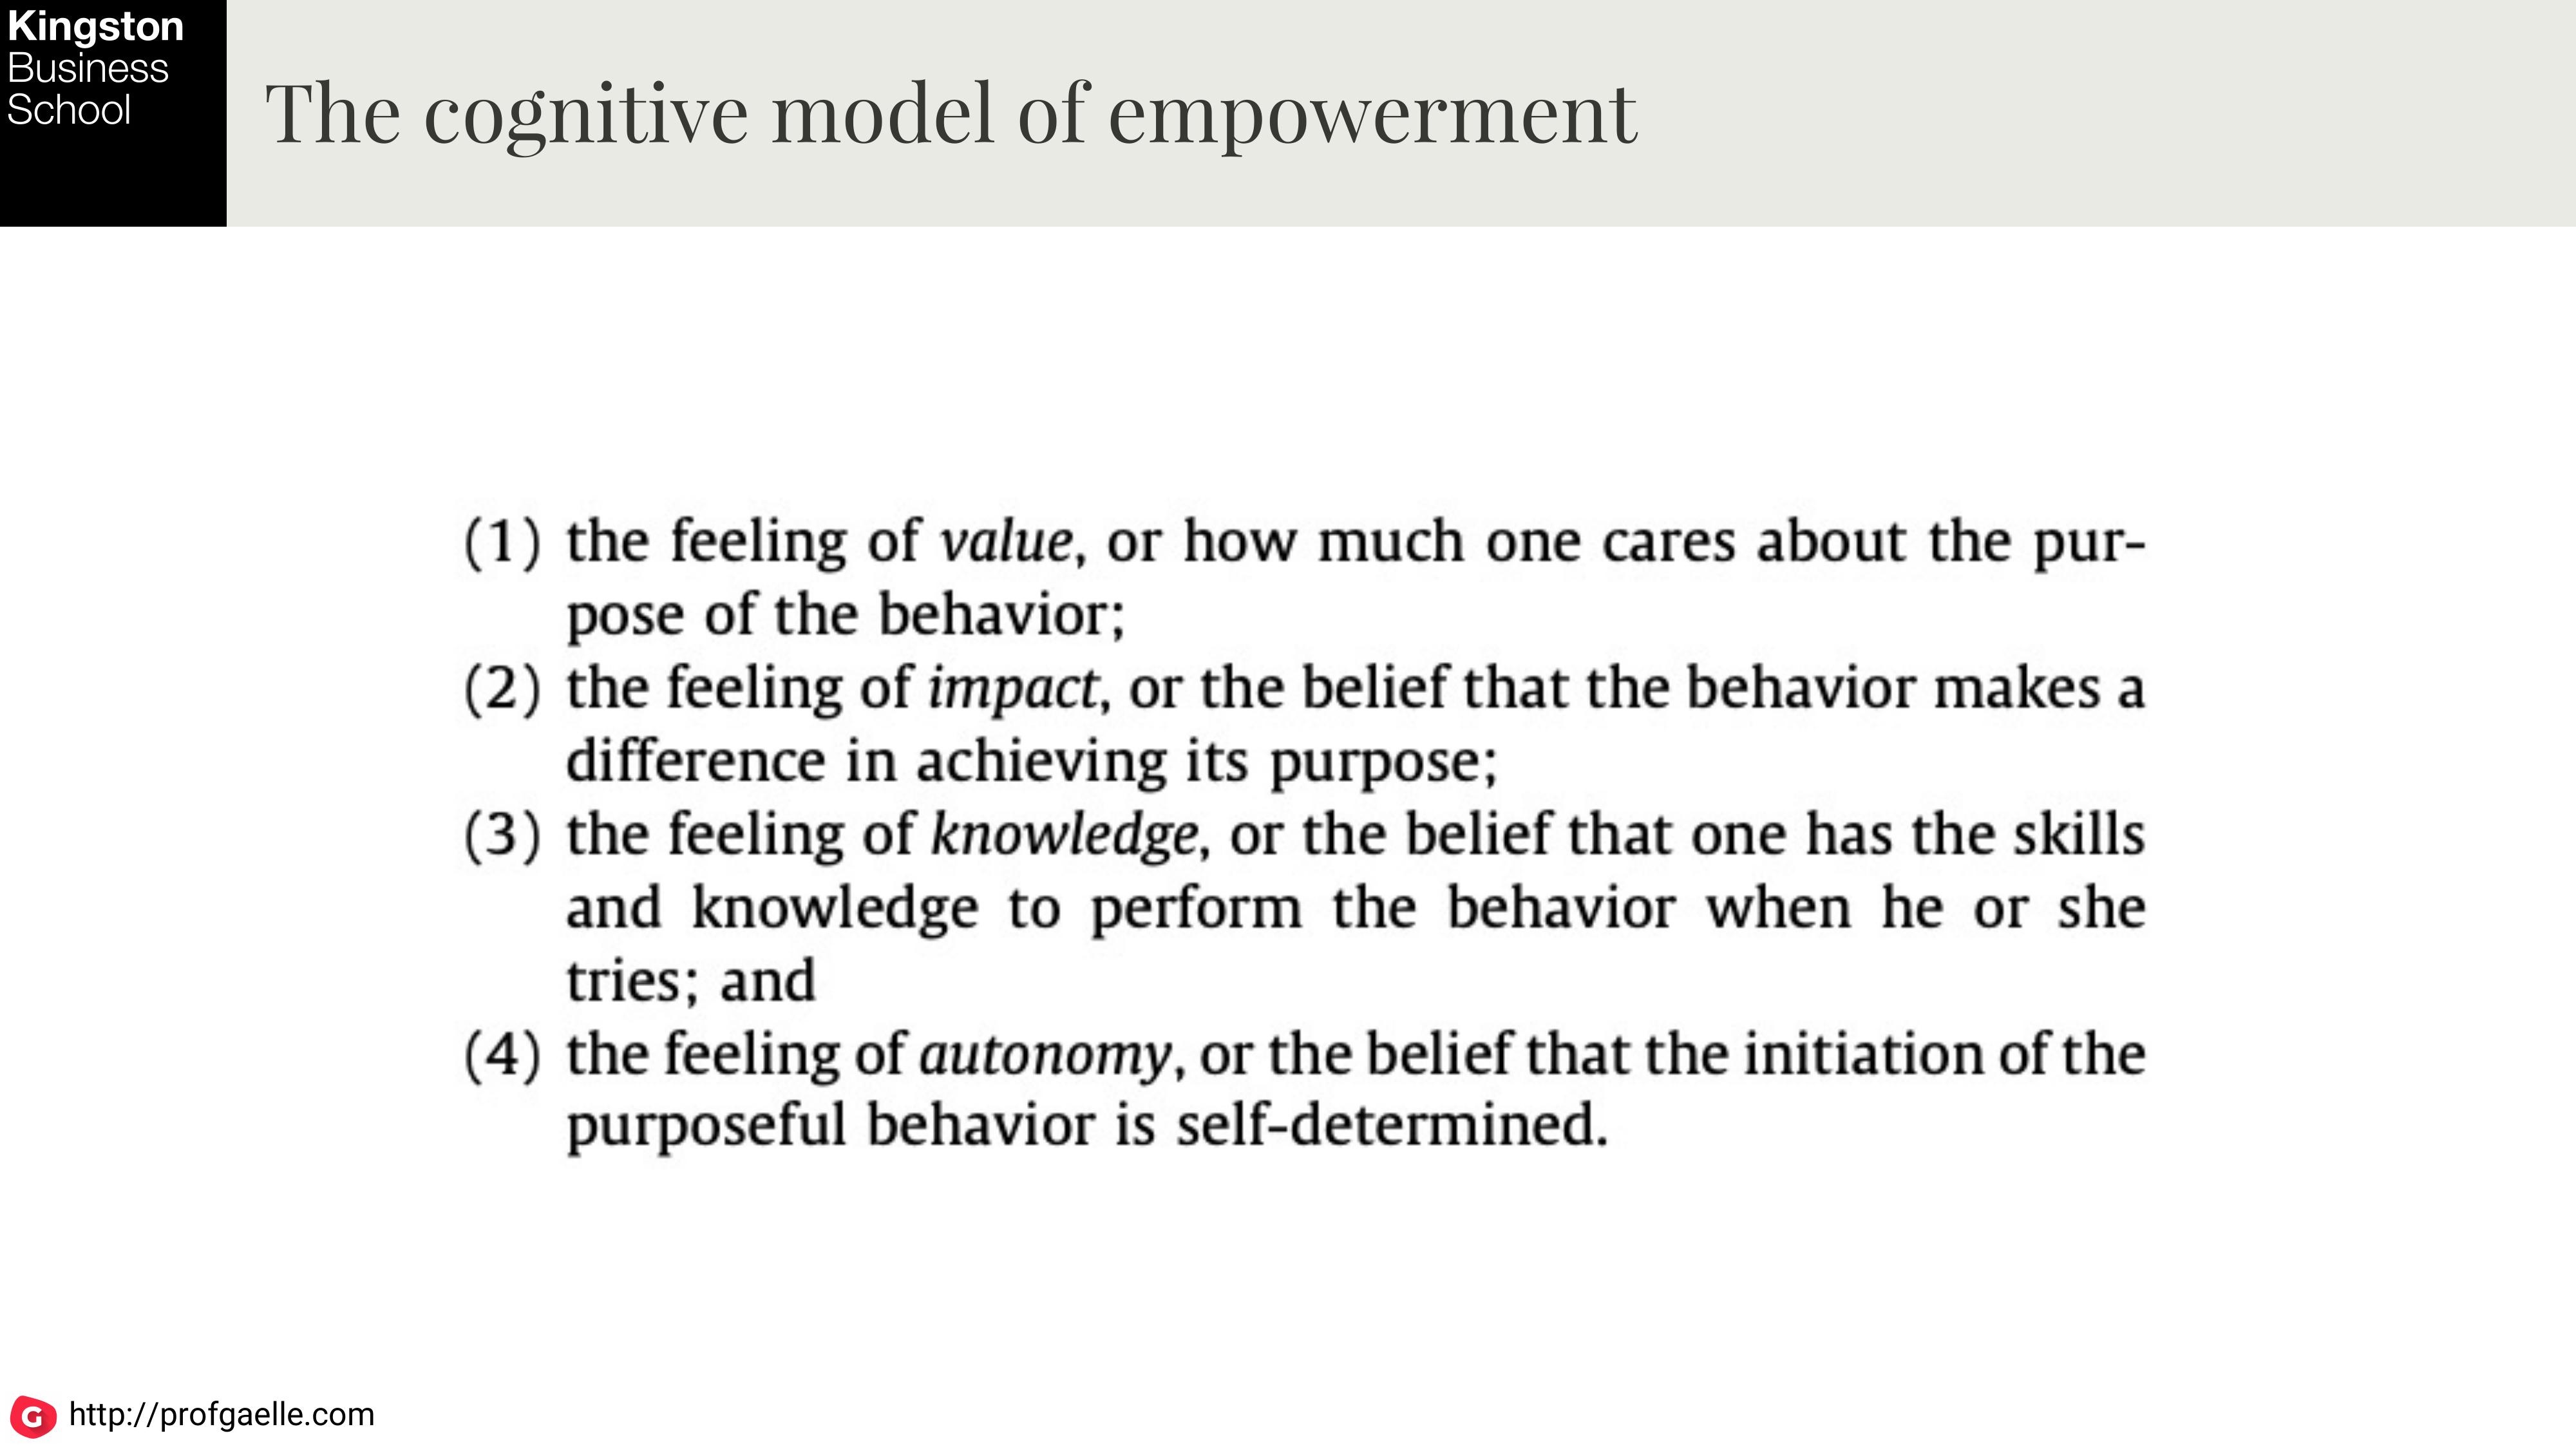 Kingston
Business
School
The cognitive model of empowerment
(1) the feeling of value, or how much one cares about the pur-
pose of the behavior;
(2) the feeling of impact, or the belief that the behavior makes a
difference in achieving its purpose;
(3) the feeling of knowledge, or the belief that one has the skills
and knowledge to perform the behavior when he or she
tries; and
(4) the feeling of autonomy, or the belief that the initiation of the
purposeful behavior is self-determined.
G http://profgaelle.com